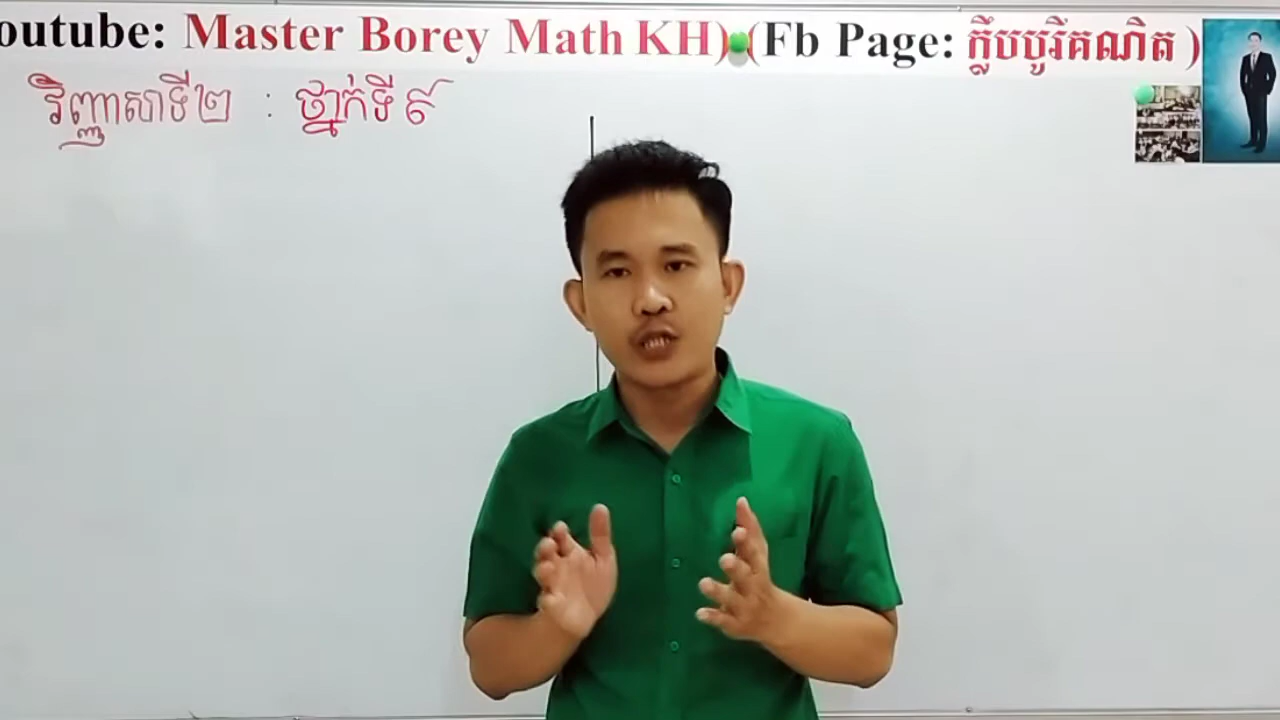 outube: Master Borey Math KH) (Fb Page: ក្លឹបបូរីគណិត )
វិញ្ញាសាទី២ : ថ្នាក់ទី៩